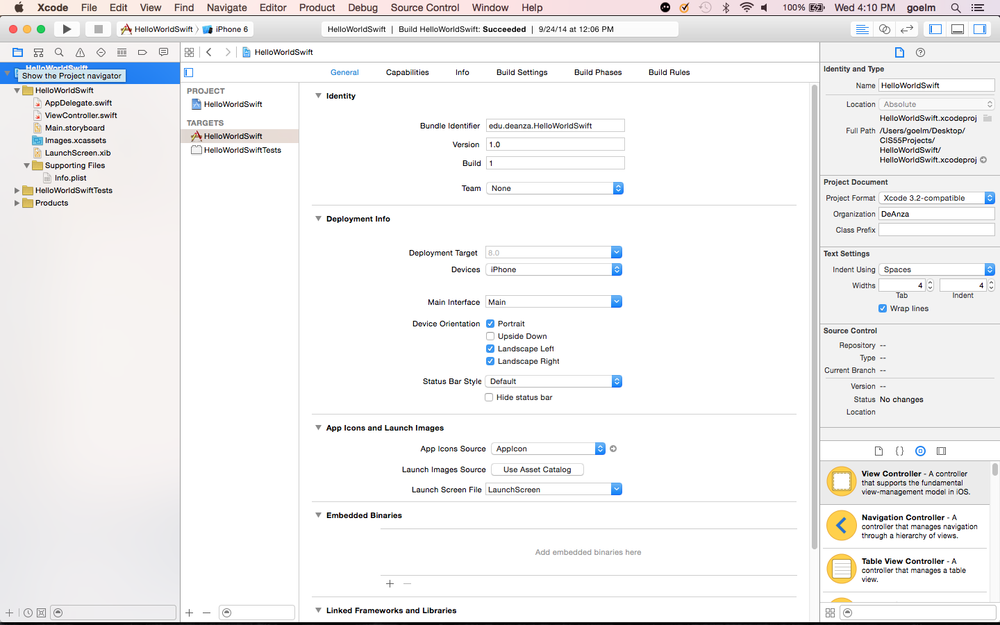 Xcode File Edit View Find Navigate Editor Product Debug Source Control Window Help 100% Wed 4:10 PM goelm
HelloWorldSwift iPhone 6
HelloWorldSwift | Build HelloWorldSwift: Succeeded | 9/24/14 at 12:06 PM
HelloWorldSwift
HelloWorldSwift
Show the Project navigator
HelloWorldSwift
AppDelegate.swift
ViewController.swift
Main.storyboard
Images.xcassets
LaunchScreen.xib
Supporting Files
Info.plist
HelloWorldSwiftTests
Products
General Capabilities Info Build Settings Build Phases Build Rules
PROJECT
HelloWorldSwift
TARGETS
HelloWorldSwift
HelloWorldSwiftTests
Identity
Bundle Identifier edu.deanza.HelloWorldSwift
Version 1.0
Build 1
Team None
Deployment Info
Deployment Target 8.0
Devices iPhone
Main Interface Main
Device Orientation Portrait
Upside Down
Landscape Left
Landscape Right
Status Bar Style Default
Hide status bar
App Icons and Launch Images
App Icons Source AppIcon
Launch Images Source Use Asset Catalog
Launch Screen File LaunchScreen
Embedded Binaries
Add embedded binaries here
Linked Frameworks and Libraries
Identity and Type
Name HelloWorldSwift
Location Absolute
HelloWorldSwift.xcodeproj
Full Path /Users/goelm/Desktop/
CIS55Projects/
HelloWorldSwift/
HelloWorldSwift.xcodeproj
Project Document
Project Format Xcode 3.2-compatible
Organization DeAnza
Class Prefix
Text Settings
Indent Using Spaces
Widths 4 4
Tab Indent
Wrap lines
Source Control
Repository --
Type --
Current Branch --
Version --
Status No changes
Location
View Controller - A controller
that supports the fundamental
view-management model in iOS.
Navigation Controller - A
controller that manages navigation
through a hierarchy of views.
Table View Controller - A
controller that manages a table
view.